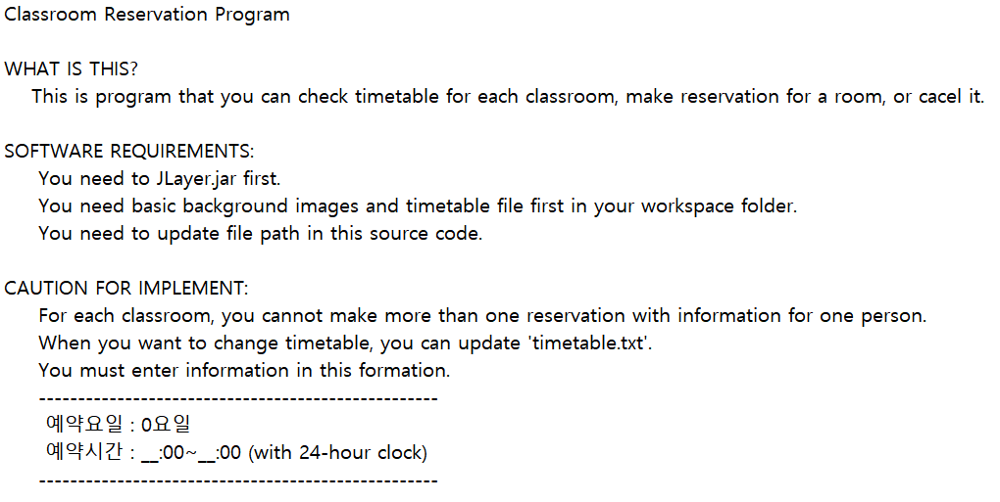 Classroom Reservation Program
WHAT IS THIS?
This is program that you can check timetable for each classroom, make reservation for a room, or cacel it.
SOFTWARE REQUIREMENTS:
You need to JLayer.jar first.
You need basic background images and timetable file first in your workspace folder.
You need to update file path in this source code.
CAUTION FOR IMPLEMENT:
For each classroom, you cannot make more than one reservation with information for one person.
When you want to change timetable, you can update 'timetable.txt'.
You must enter information in this formation.
---------------------------------------------------
예약요일 : 0요일
예약시간 : __:00~__:00 (with 24-hour clock)
---------------------------------------------------